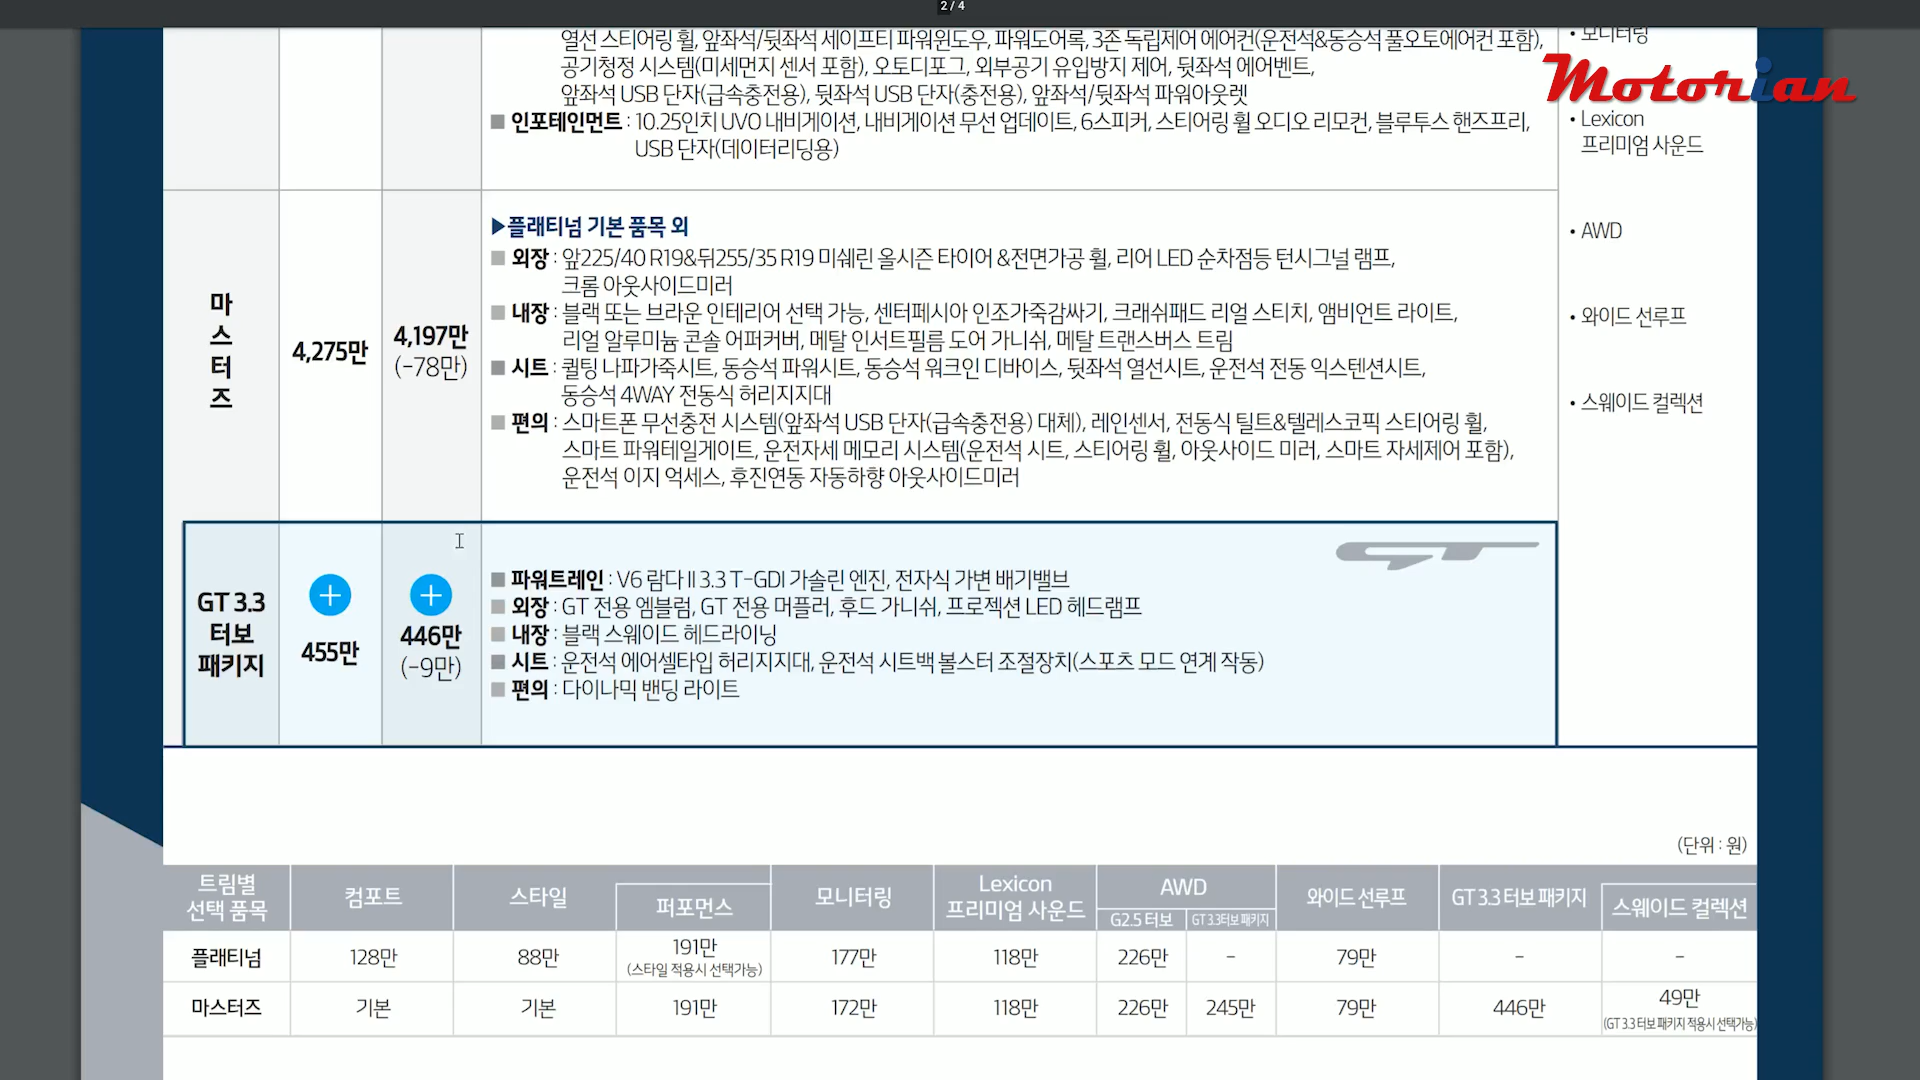 2 / 4
Motorian
열선 스티어링 휠, 앞좌석/뒷좌석 세이프티 파워윈도우, 파워도어록, 3존 독립제어 에어컨(운전석&동승석 풀오토에어컨 포함),
공기청정 시스템(미세먼지 센서 포함), 오토디포그, 외부공기 유입방지 제어, 뒷좌석 에어벤트,
앞좌석 USB 단자(급속충전용), 뒷좌석 USB 단자(충전용), 앞좌석/뒷좌석 파워아웃렛
■ 인포테인먼트 : 10.25인치 UVO 내비게이션, 내비게이션 무선 업데이트, 6스피커, 스티어링 휠 오디오 리모컨, 블루투스 핸즈프리,
USB 단자(데이터리딩용)
• 모니터링
• Lexicon
프리미엄 사운드
• AWD
• 와이드 선루프
• 스웨이드 컬렉션
마
스
터
즈
4,275만
4,197만
(-78만)
▶플래티넘 기본 품목 외
■ 외장 : 앞225/40 R19&뒤255/35 R19 미쉐린 올시즌 타이어 &전면가공 휠, 리어 LED 순차점등 턴시그널 램프,
크롬 아웃사이드미러
■ 내장 : 블랙 또는 브라운 인테리어 선택 가능, 센터페시아 인조가죽감싸기, 크래쉬패드 리얼 스티치, 앰비언트 라이트,
리얼 알루미늄 콘솔 어퍼커버, 메탈 인서트필름 도어 가니쉬, 메탈 트랜스버스 트림
■ 시트 : 퀼팅 나파가죽시트, 동승석 파워시트, 동승석 워크인 디바이스, 뒷좌석 열선시트, 운전석 전동 익스텐션시트,
동승석 4WAY 전동식 허리지지대
■ 편의 : 스마트폰 무선충전 시스템(앞좌석 USB 단자(급속충전용) 대체), 레인센서, 전동식 틸트&텔레스코픽 스티어링 휠,
스마트 파워테일게이트, 운전자세 메모리 시스템(운전석 시트, 스티어링 휠, 아웃사이드 미러, 스마트 자세제어 포함),
운전석 이지 억세스, 후진연동 자동하향 아웃사이드미러
GT 3.3
터보
패키지
+
455만
+
446만
(-9만)
GT
■ 파워트레인 : V6 람다 II 3.3 T-GDI 가솔린 엔진, 전자식 가변 배기밸브
■ 외장 : GT 전용 엠블럼, GT 전용 머플러, 후드 가니쉬, 프로젝션 LED 헤드램프
■ 내장 : 블랙 스웨이드 헤드라이닝
■ 시트 : 운전석 에어셀타입 허리지지대, 운전석 시트백 볼스터 조절장치(스포츠 모드 연계 작동)
■ 편의 : 다이나믹 밴딩 라이트
(단위 : 원)
트림별
선택 품목
컴포트
스타일
퍼포먼스
모니터링
Lexicon
프리미엄 사운드
AWD
G2.5 터보
GT 3.3터보 패키지
와이드 선루프
GT 3.3 터보 패키지
스웨이드 컬렉션
플래티넘
128만
88만
191만
(스타일 적용시 선택가능)
177만
118만
226만
-
79만
-
-
마스터즈
기본
기본
191만
172만
118만
226만
245만
79만
446만
49만
(GT 3.3 터보 패키지 적용시 선택가능)